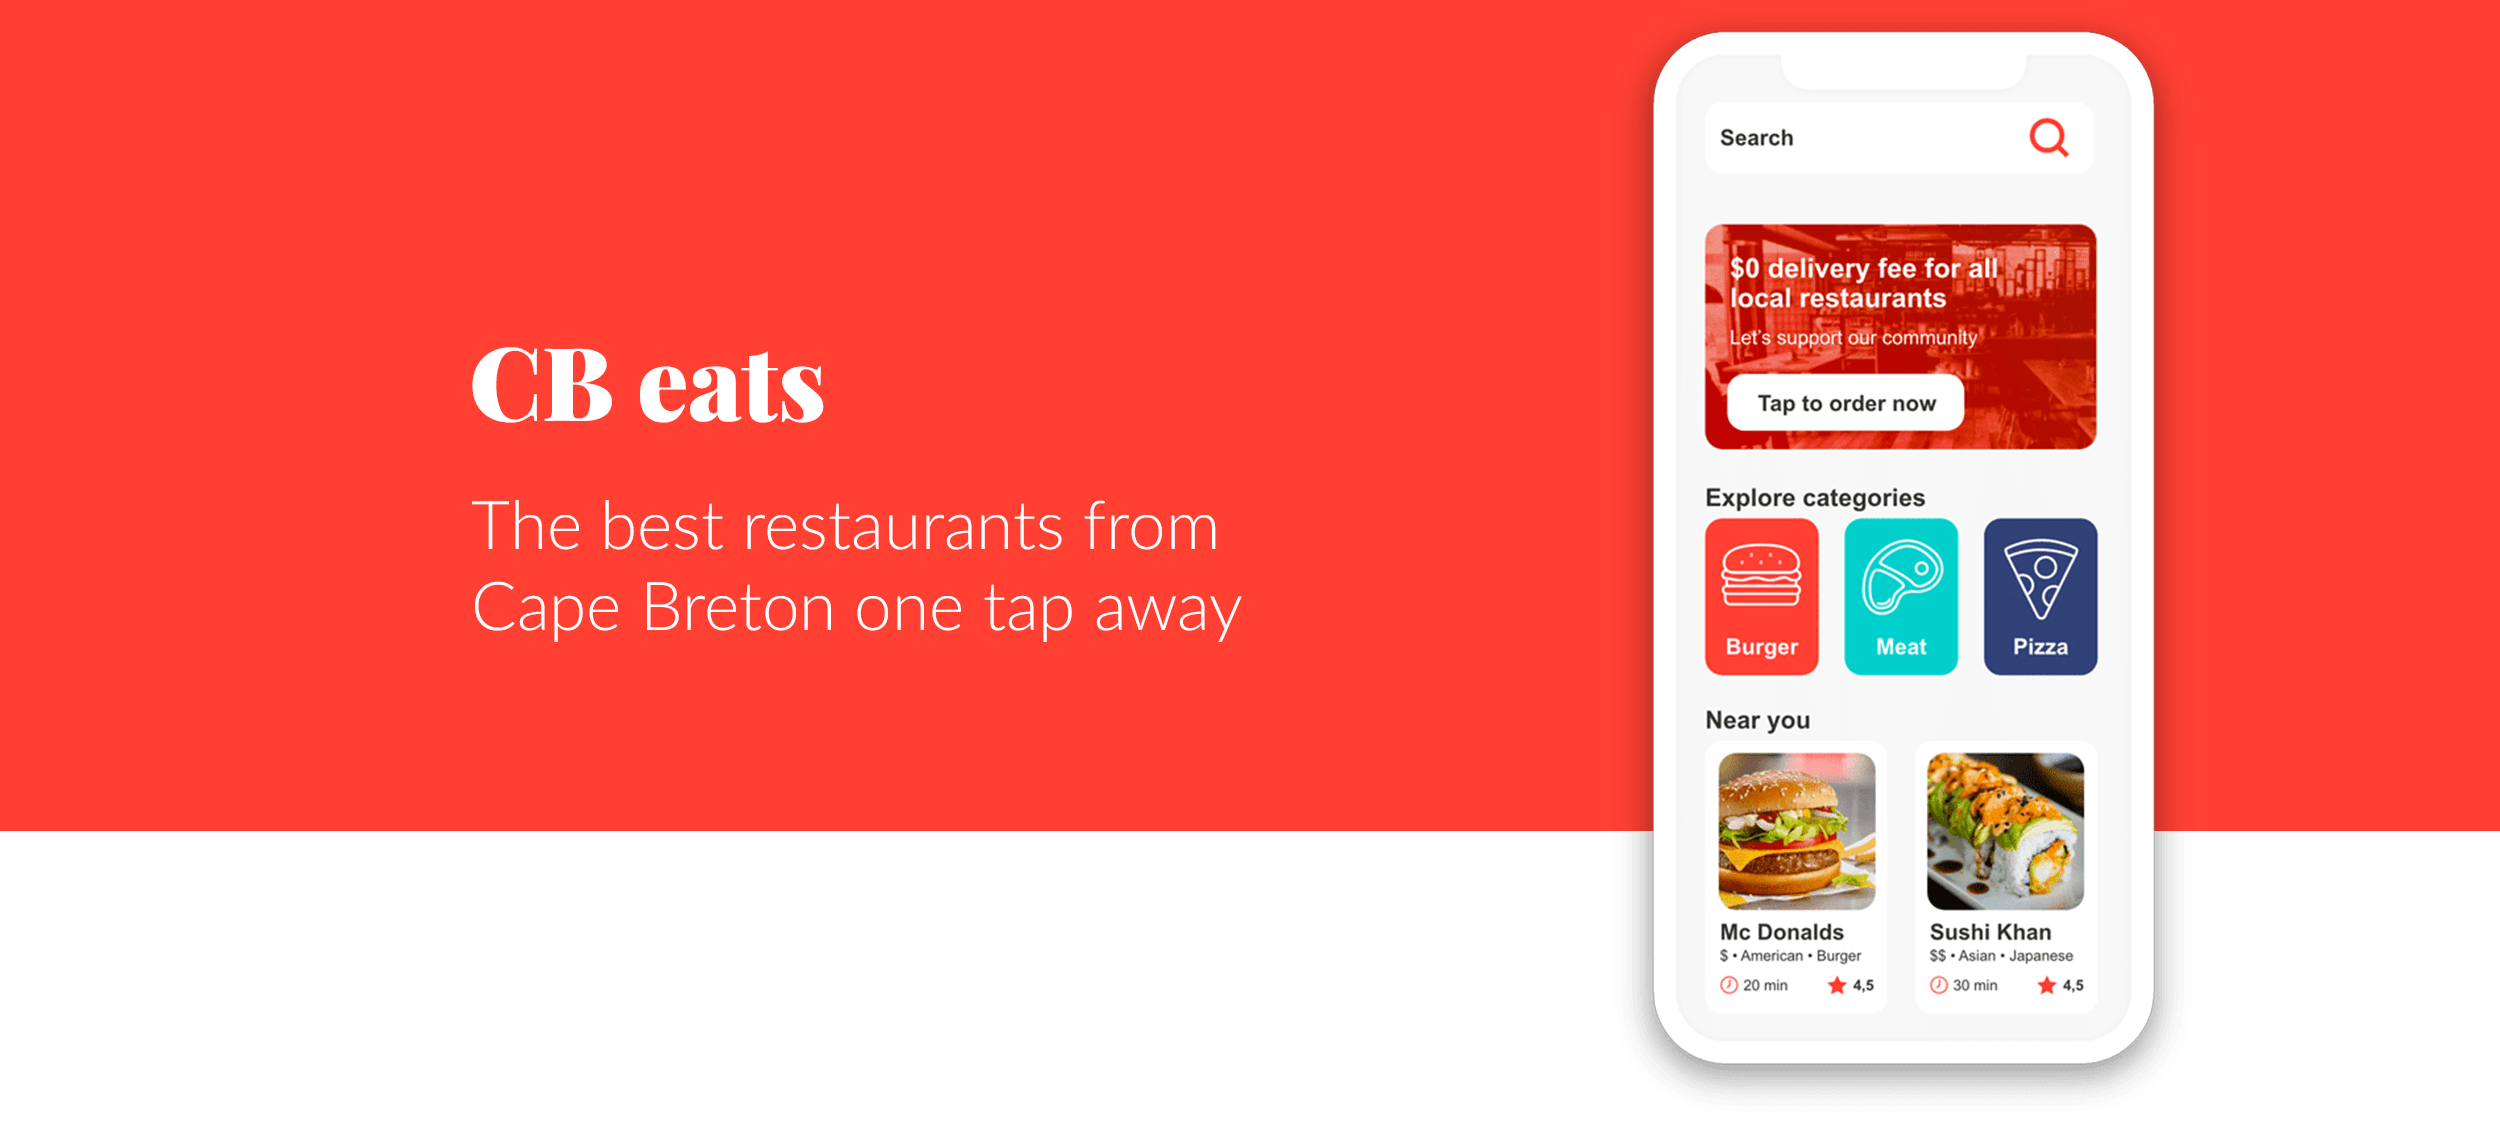 CB eats
The best restaurants from
Cape Breton one tap away
Search
$0 delivery fee for all
local restaurants
Let's support our community
Tap to order now
Explore categories
Burger
Meat
Pizza
Near you
Mc Donalds
$ • American • Burger
20 min
4,5
Sushi Khan
$$ • Asian • Japanese
30 min
4,5